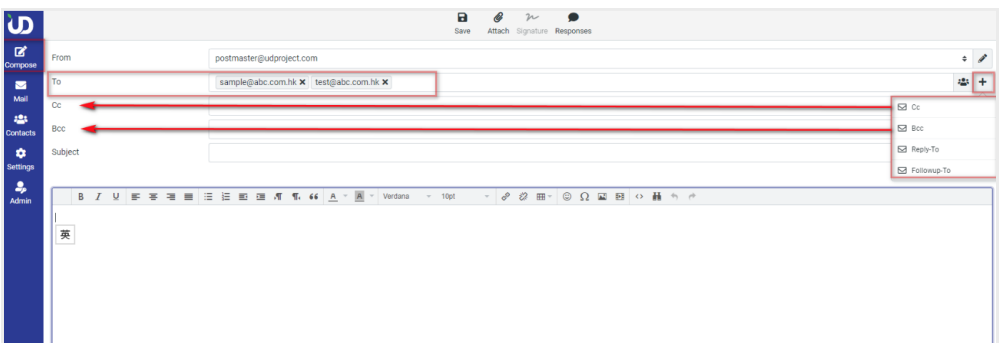 UD
Save Attach Signature Responses
Compose
Mail
Contacts
Settings
Admin
From postmaster@udproject.com
To sample@abc.com.hk test@abc.com.hk
Cc
Bcc
Subject
Cc
Bcc
Reply-To
Followup-To
B I U A A Verdana 10pt
英